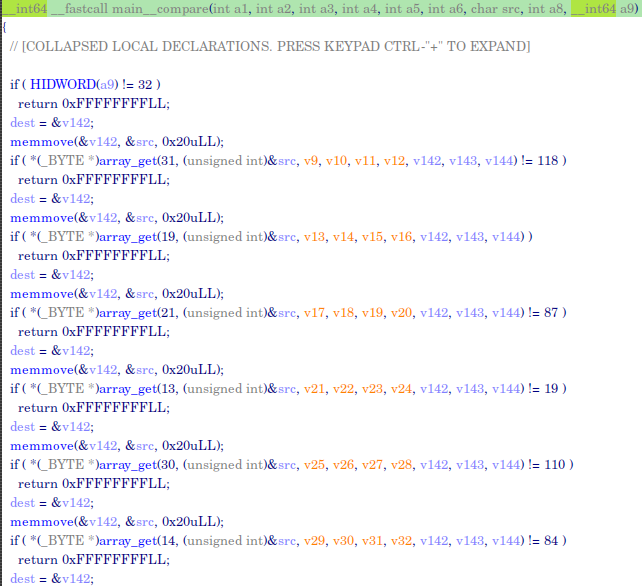 __int64 __fastcall main__compare(int a1, int a2, int a3, int a4, int a5, int a6, char src, int a8, __int64 a9)
{
// [COLLAPSED LOCAL DECLARATIONS. PRESS KEYPAD CTRL-"+" TO EXPAND]
if ( HIDWORD(a9) != 32 )
return 0xFFFFFFFFLL;
dest = &v142;
memmove(&v142, &src, 0x20uLL);
if ( *(_BYTE *)array_get(31, (unsigned int)&src, v9, v10, v11, v12, v142, v143, v144) != 118 )
return 0xFFFFFFFFLL;
dest = &v142;
memmove(&v142, &src, 0x20uLL);
if ( *(_BYTE *)array_get(19, (unsigned int)&src, v13, v14, v15, v16, v142, v143, v144) )
return 0xFFFFFFFFLL;
dest = &v142;
memmove(&v142, &src, 0x20uLL);
if ( *(_BYTE *)array_get(21, (unsigned int)&src, v17, v18, v19, v20, v142, v143, v144) != 87 )
return 0xFFFFFFFFLL;
dest = &v142;
memmove(&v142, &src, 0x20uLL);
if ( *(_BYTE *)array_get(13, (unsigned int)&src, v21, v22, v23, v24, v142, v143, v144) != 19 )
return 0xFFFFFFFFLL;
dest = &v142;
memmove(&v142, &src, 0x20uLL);
if ( *(_BYTE *)array_get(30, (unsigned int)&src, v25, v26, v27, v28, v142, v143, v144) != 110 )
return 0xFFFFFFFFLL;
dest = &v142;
memmove(&v142, &src, 0x20uLL);
if ( *(_BYTE *)array_get(14, (unsigned int)&src, v29, v30, v31, v32, v142, v143, v144) != 84 )
return 0xFFFFFFFFLL;
dest = &v142;